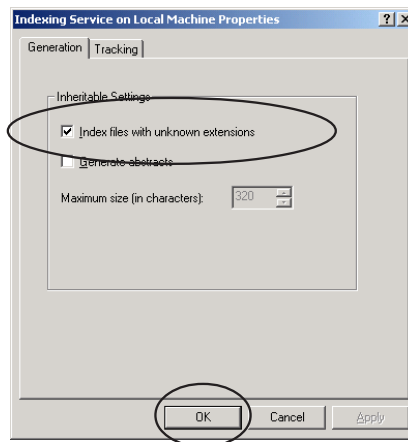 Indexing Service on Local Machine Properties
Generation Tracking
Inheritable Settings
Index files with unknown extensions
Generate abstracts
Maximum size (in characters): 320
OK Cancel Apply